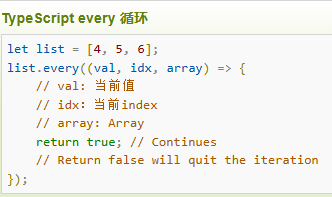 TypeScript every 循环
let list = [4, 5, 6];
list.every((val, idx, array) => {
    // val: 当前值
    // idx: 当前index
    // array: Array
    return true; // Continues
    // Return false will quit the iteration
});